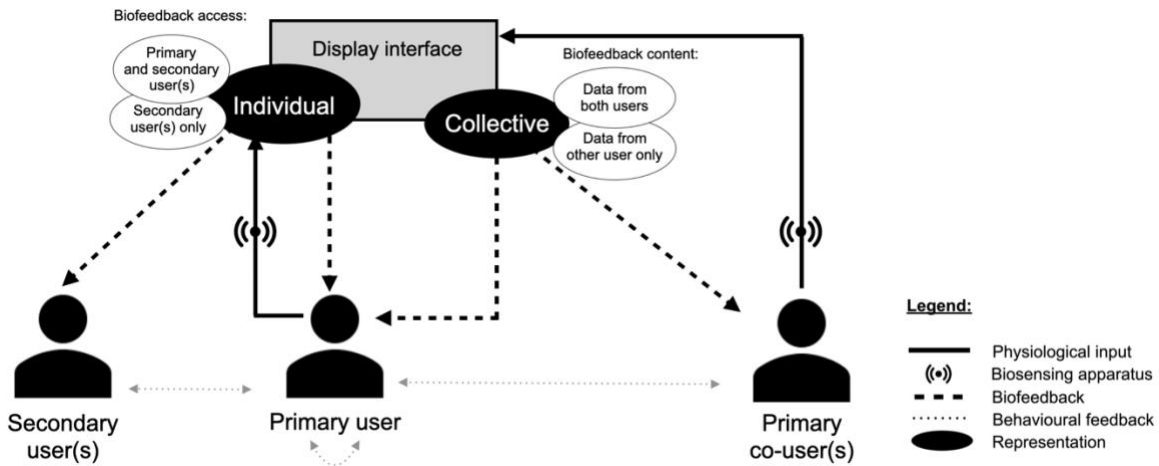 Biofeedback access:
Display interface
Primary
and secondary
user(s)
Secondary
user(s) only
Individual
Biofeedback content:
Data from
both users
Data from
other user only
Collective
Secondary
user(s)
Primary user
Primary
co-user(s)
Legend:
Physiological input
Biosensing apparatus
Biofeedback
Behavioural feedback
Representation